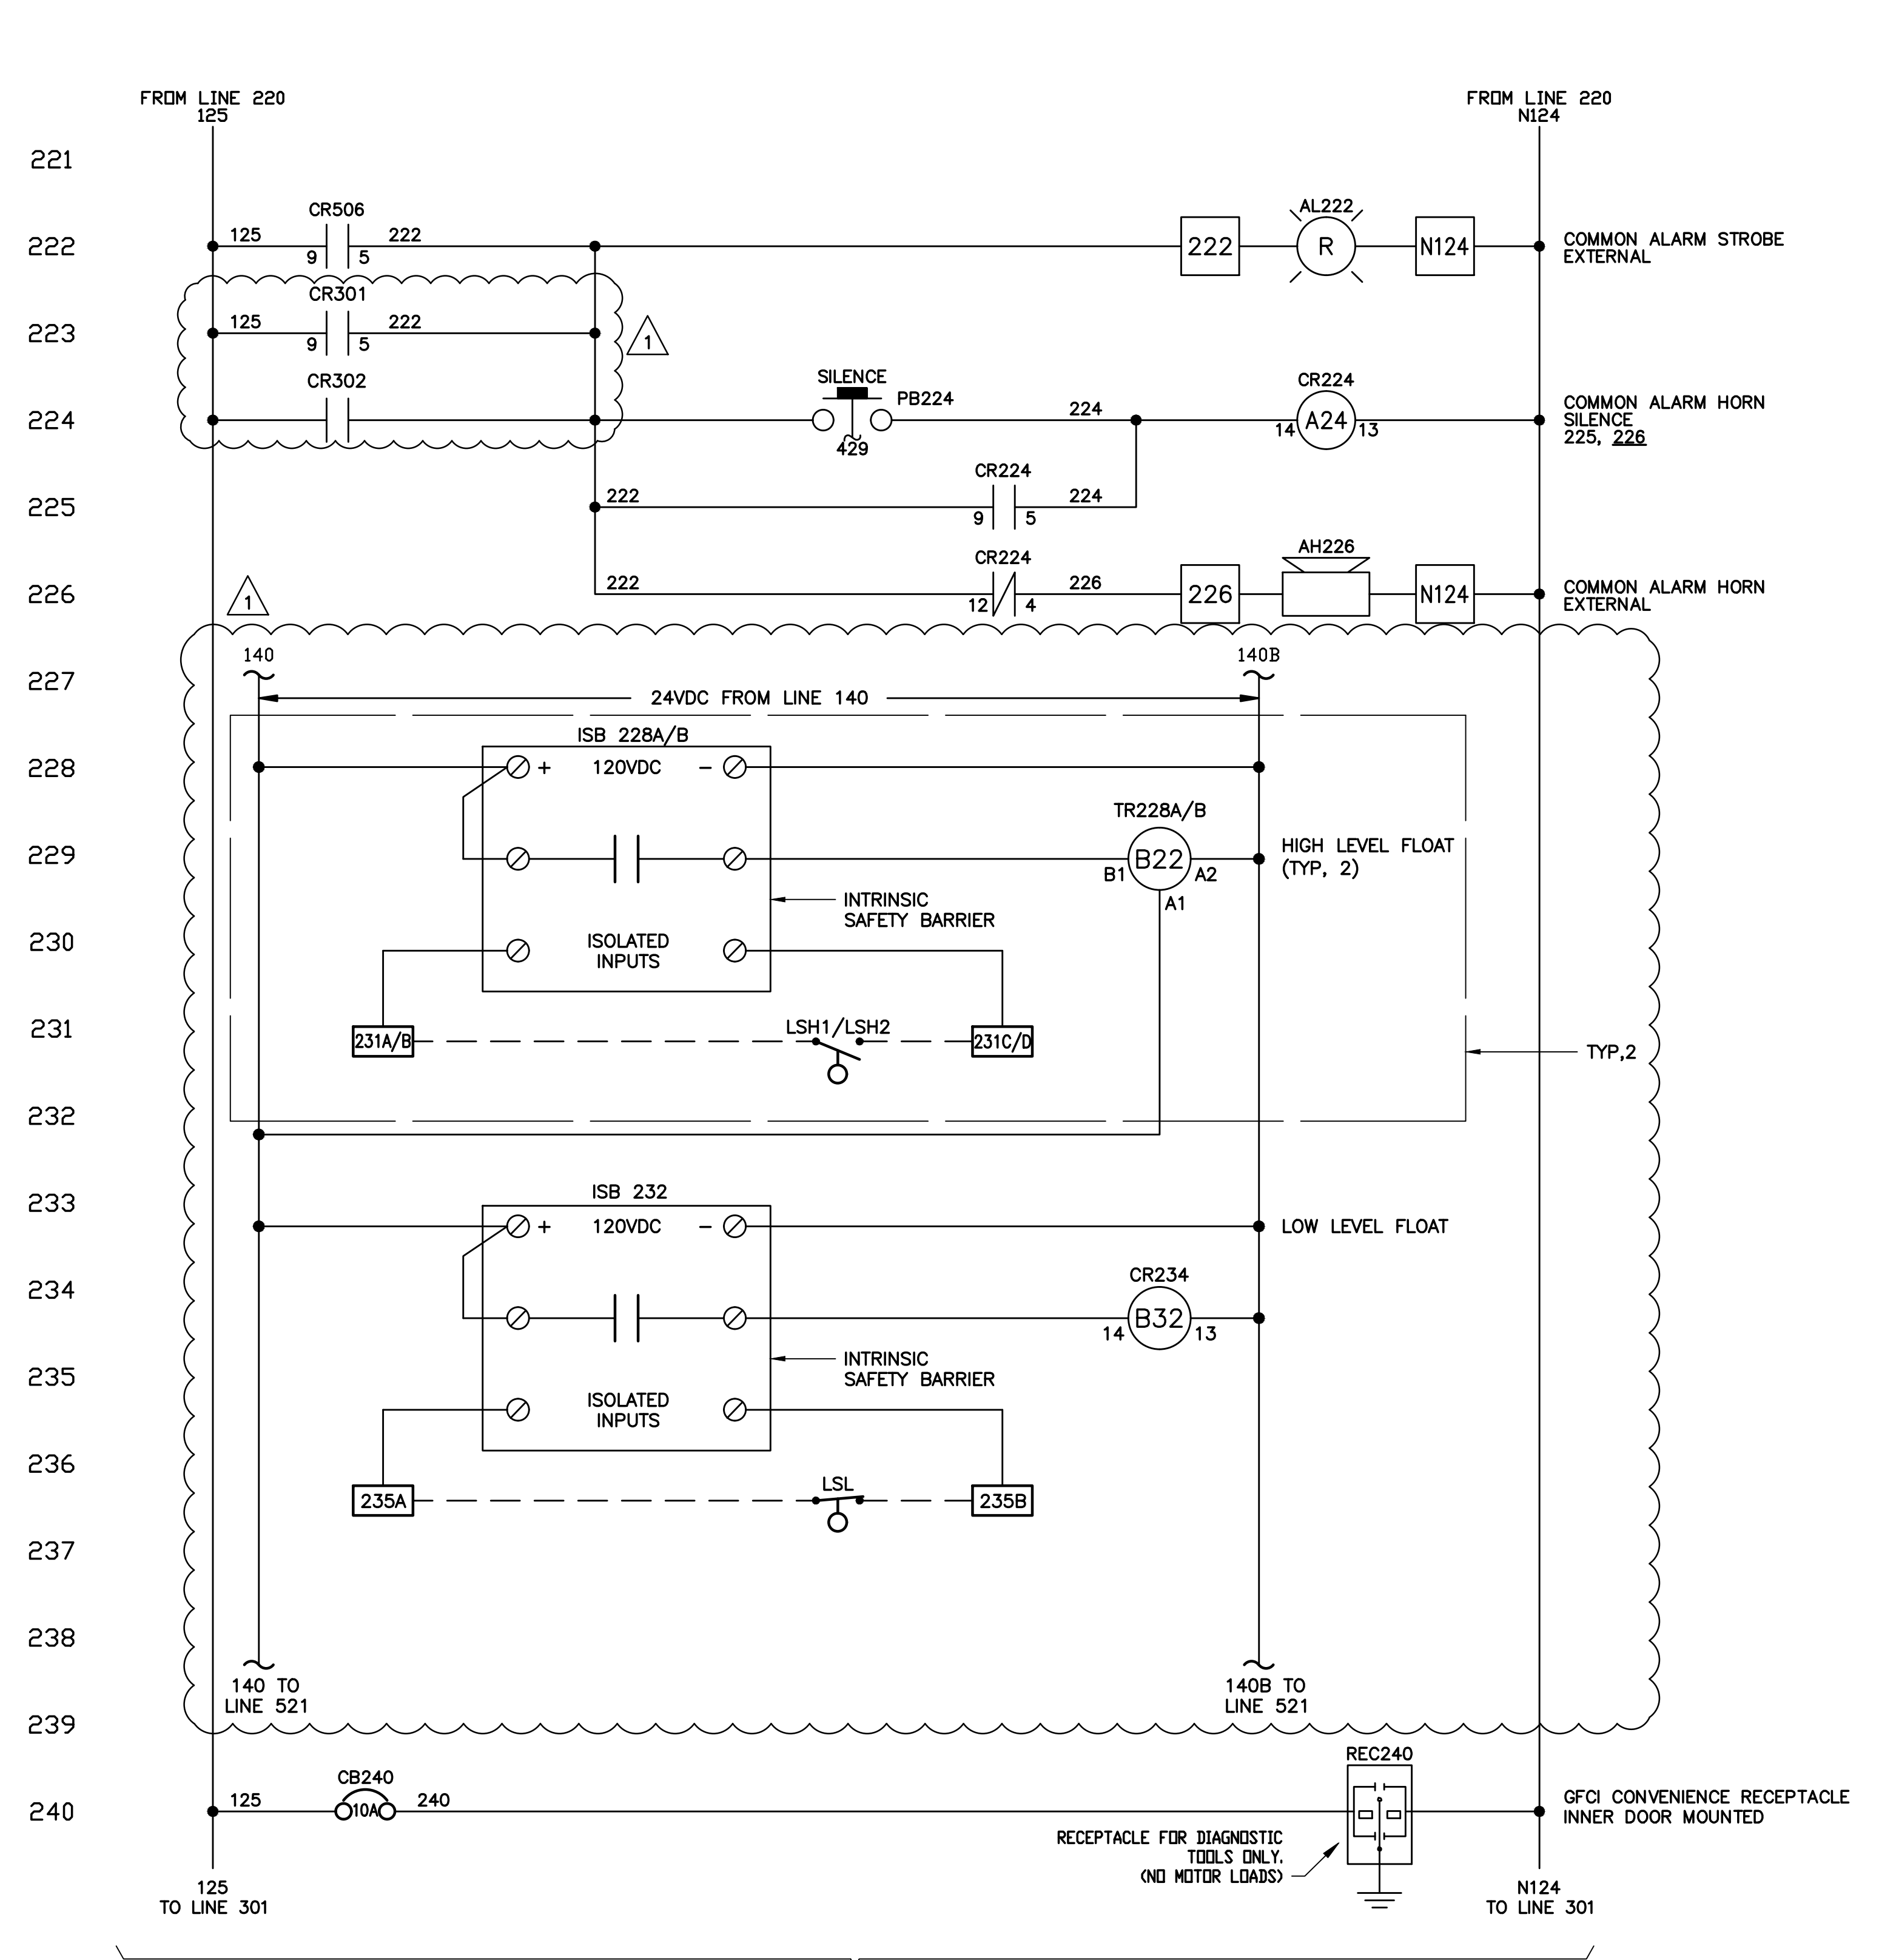 FROM LINE 220
125
FROM LINE 220
N124
221
CR506
AL222
222
125
9
5
222
222
R
N124
COMMON ALARM STROBE
EXTERNAL
CR301
223
125
9
5
222
1
CR302
SILENCE
PB224
429
CR224
224
224
14
A24
13
COMMON ALARM HORN
SILENCE
225, 226
CR224
225
222
9
5
224
CR224
AH226
226
1
222
12
4
226
226
N124
COMMON ALARM HORN
EXTERNAL
140
140B
227
24VDC FROM LINE 140
ISB 228A/B
228
+
120VDC
-
TR228A/B
229
B1
B22
A2
A1
HIGH LEVEL FLOAT
(TYP, 2)
INTRINSIC
SAFETY BARRIER
230
ISOLATED
INPUTS
231
231A/B
LSH1/LSH2
231C/D
TYP,2
232
233
ISB 232
+
120VDC
-
LOW LEVEL FLOAT
234
CR234
14
B32
13
235
INTRINSIC
SAFETY BARRIER
ISOLATED
INPUTS
236
LSL
235A
235B
237
238
140 TO
LINE 521
140B TO
LINE 521
239
CB240
REC240
240
125
10A
240
GFCI CONVENIENCE RECEPTACLE
INNER DOOR MOUNTED
RECEPTACLE FOR DIAGNOSTIC
TOOLS ONLY.
(NO MOTOR LOADS)
125
TO LINE 301
N124
TO LINE 301